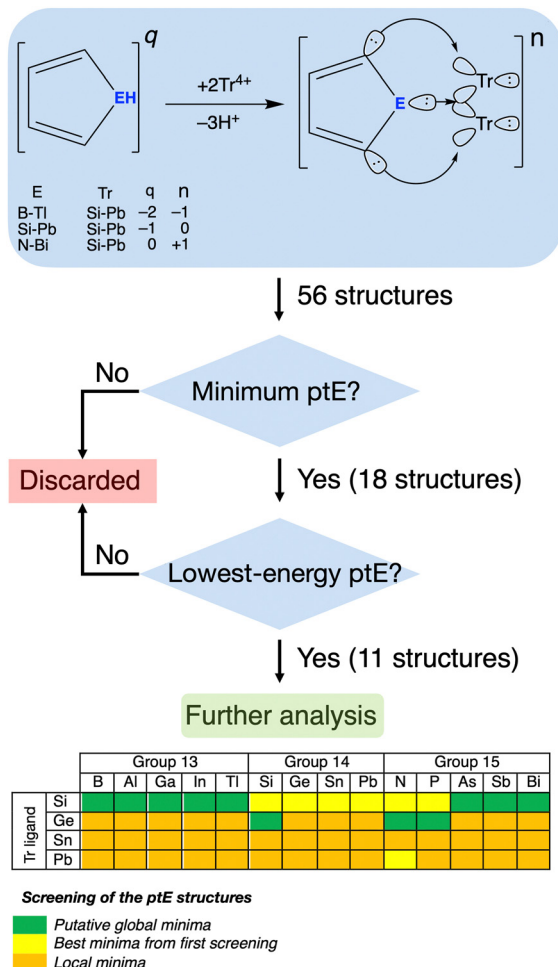 q
n
EH
+2Tr4+
–3H+
E
Tr
Tr
E Tr q n
B-Tl Si-Pb –2 –1
Si-Pb Si-Pb –1 0
N-Bi Si-Pb 0 +1
56 structures
No
Minimum ptE?
Discarded
Yes (18 structures)
No
Lowest-energy ptE?
Yes (11 structures)
Further analysis
Group 13 Group 14 Group 15
B Al Ga In Tl Si Ge Sn Pb N P As Sb Bi
Tr ligand
Si
Ge
Sn
Pb
Screening of the ptE structures
Putative global minima
Best minima from first screening
Local minima